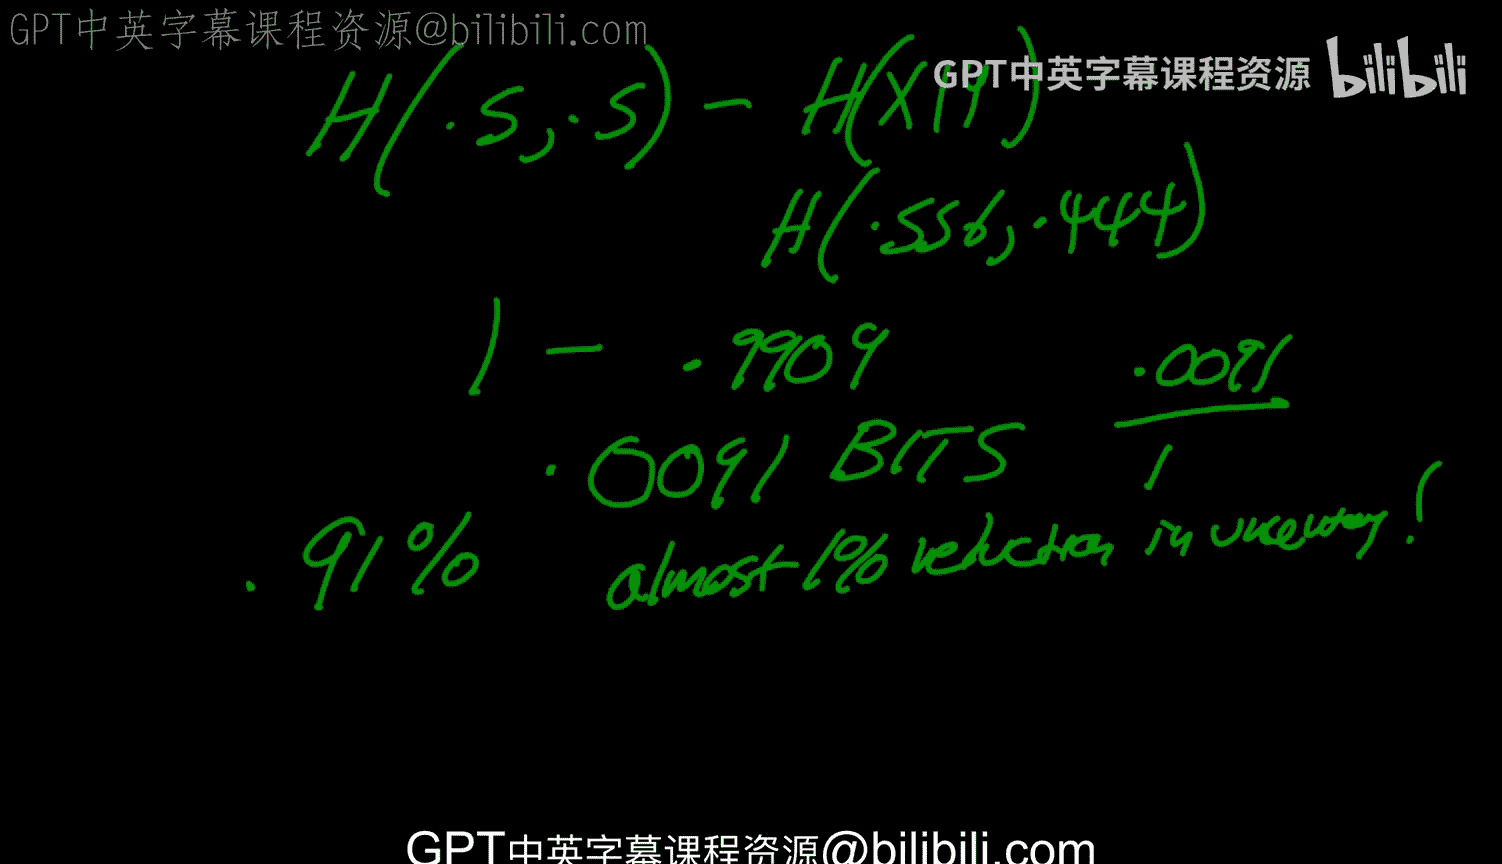 GPT中英字幕课程资源@bilibili.com
GPT中英字幕课程资源 bilibili
H(.5,.5) - H(X|Y)
H(.556,.444)
1 - .9909
.0091
1
.0091 BITS
.91% almost 1% reduction in uncertainty!
GPT中英字幕课程资源@bilibili.com